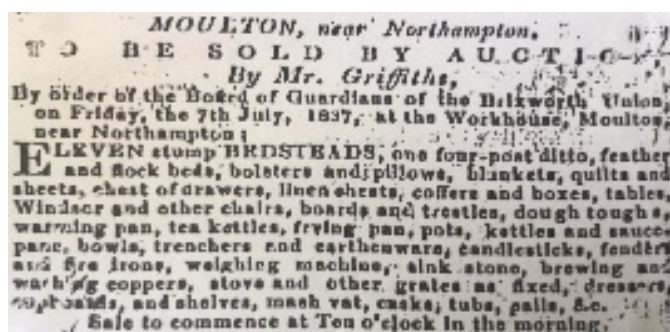 MOULTON, near Northampton.
TO BE SOLD BY AUCTION,
By Mr. Griffiths,
By order of the Board of Guardians of the Brixworth Union,
on Friday, the 7th July, 1837, at the Workhouse, Moulton,
near Northampton;
ELEVEN stump BEDSTEADS, one four-post ditto, feather
and flock beds, bolsters and pillows, blankets, quilts and
sheets, chest of drawers, linen chests, coffers and boxes, tables
Windsor and other chairs, boards and trestles, dough toughs,
warming pan, tea kettles, frying pan, pots, kettles and sauce-
pans, bowls, trenchers and earthenware, candlesticks, fender
and fire irons, weighing machine, sink stone, brewing and
washing coppers, stove and other grates as fixed, dressers,
cupboards, and shelves, mash vat, casks, tubs, pails, &c.
Sale to commence at Ten o'clock in the morning